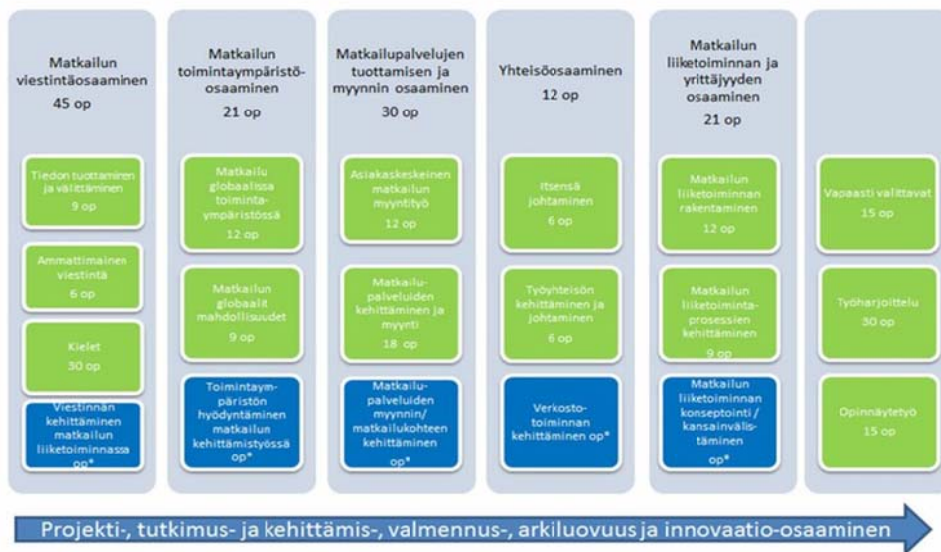 Matkailun
viestintäosaaminen
45 op
Tiedon tuottaminen
ja välittäminen
9 op
Ammattimainen
viestintä
6 op
Kielet
30 op
Viestinnän
kehittäminen
matkailun
liiketoiminnassa
op*
Matkailun
toimintaympäristö-
osaaminen
21 op
Matkailu
globaalissa
toiminta-
ympäristössä
12 op
Matkailun
globaalit
mahdollisuudet
9 op
Toimintaym-
päristön
hyödyntäminen
matkailun
kehittämistyössä
op*
Matkailupalvelujen
tuottamisen ja
myynnin osaaminen
30 op
Asiakaskeskeinen
matkailun
myyntityö
12 op
Matkailu-
palveluiden
kehittäminen ja
myynti
18 op
Matkailu-
palveluiden
myynnin/
matkailukohteen
kehittäminen
op*
Yhteisöosaaminen
12 op
Itsensä
johtaminen
6 op
Työyhteisön
kehittäminen ja
johtaminen
6 op
Verkosto-
toiminnan
kehittäminen op*
Matkailun
liiketoiminnan ja
yrittäjyyden
osaaminen
21 op
Matkailun
liiketoiminnan
rakentaminen
12 op
Matkailun
liiketoiminta-
prosessien
kehittäminen
9 op
Matkailun
liiketoiminnan
konseptointi /
kansainvälis-
täminen
op*
Vapaasti valittavat
15 op
Työharjoittelu
30 op
Opinnäytetyö
15 op
Projekti-, tutkimus- ja kehittämis-, valmennus-, arkiluovuus ja innovaatio-osaaminen